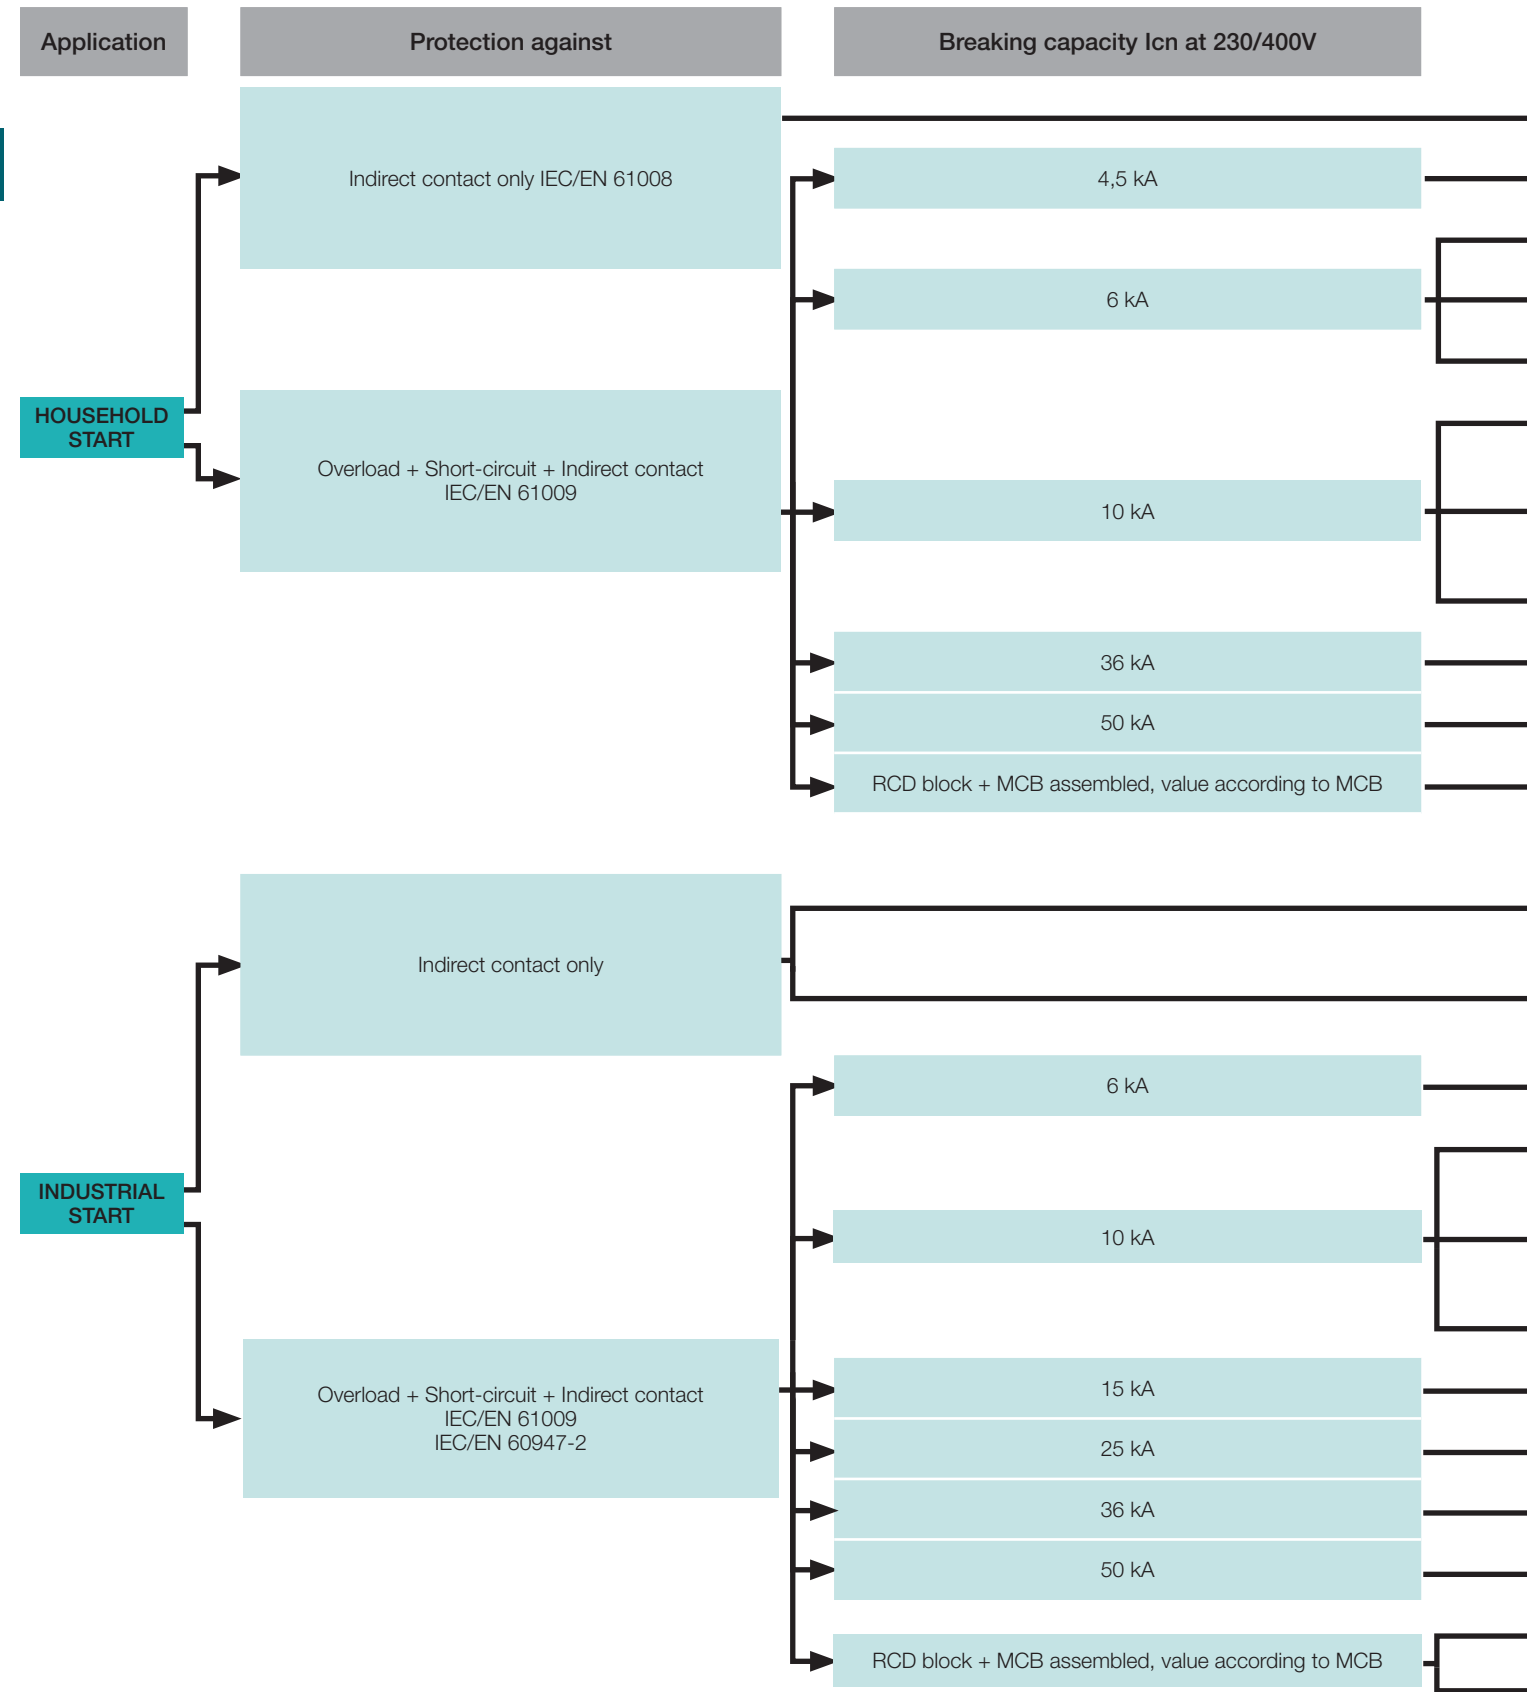 Application
Protection against
Breaking capacity Icn at 230/400V
Indirect contact only IEC/EN 61008
4,5 kA
6 kA
HOUSEHOLD
START
Overload + Short-circuit + Indirect contact
IEC/EN 61009
10 kA
36 kA
50 kA
RCD block + MCB assembled, value according to MCB
Indirect contact only
6 kA
INDUSTRIAL
START
10 kA
Overload + Short-circuit + Indirect contact
IEC/EN 61009
IEC/EN 60947-2
15 kA
25 kA
36 kA
50 kA
RCD block + MCB assembled, value according to MCB